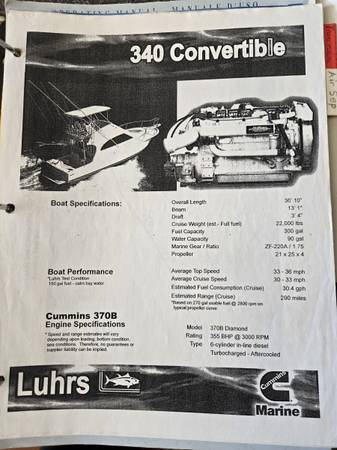 OPERATING MANUAL - MANUALE D'USO
340 Convertible
Air Sep
Boat Specifications:
Overall Length 36' 10"
Beam 13' 1"
Draft 3' 4"
Cruise Weight (est - Full fuel) 22,000 lbs
Fuel Capacity 300 gal
Water Capacity 90 gal
Marine Gear / Ratio ZF-220A / 1.75
Propeller 21 x 25 x 4
Boat Performance
*Luhrs Test Condition
150 gal fuel - calm bay water
Average Top Speed 33 - 36 mph
Average Cruise Speed 30 - 33 mph
Estimated Fuel Consumption (Cruise) 30.4 gph
Estimated Range (Cruise) 290 miles
*Based on 270 gal usable fuel @ 2800 rpm on
typical propeller curve.
Cummins 370B
Engine Specifications
* Speed and range estimates will vary
depending upon loading, bottom condition,
sea conditions. Therefore, no guarantees or
supplier liability can be implied.
Model 370B Diamond
Rating 355 BHP @ 3000 RPM
Type 6-cylinder in-line diesel
Turbocharged - Aftercooled
Luhrs
Cummins
Marine